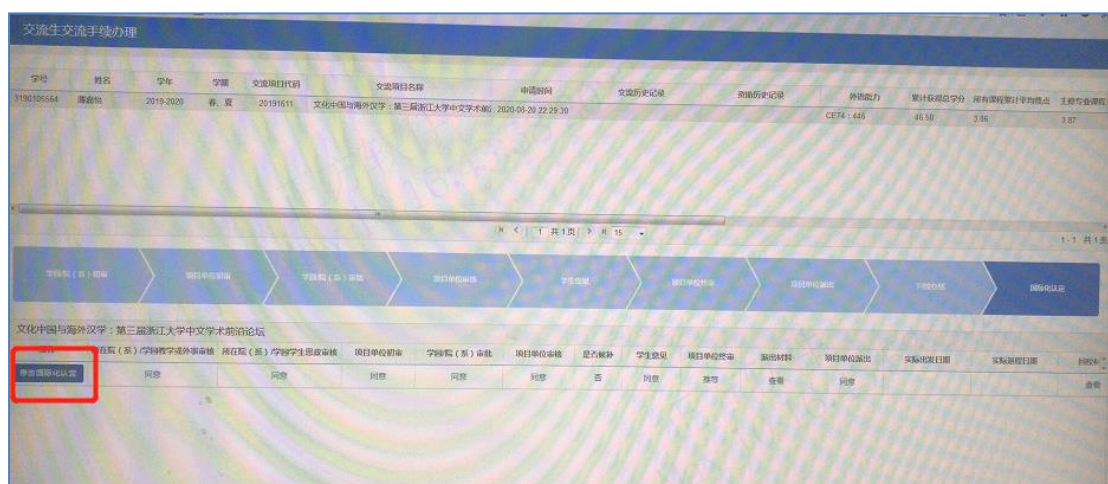 交流生交流手续办理
学号 姓名 学年 学期 交流项目代码 交流项目名称 申请时间 交流历史记录 资助历史记录 外语能力 累计获得总学分 所有课程累计平均绩点 主修专业课程
3190105564 2019-2020 春、夏 20191611 文化中国与海外汉学：第三届浙江大学中文学术前沿 2020-08-20 22:29:30 CET4：446 46.50 3.86 3.87
1 共1页 15
1-1 共1
学园/院（系）初审 项目单位初审 学园/院（系）审批 项目单位审核 学生意见 项目单位终审 项目单位派出 国际化认定
文化中国与海外汉学：第三届浙江大学中文学术前沿论坛
所在院（系）/学园教学或外事审核 所在院（系）/学园学生思政审核 项目单位初审 学园/院（系）审批 项目单位审核 是否候补 学生意见 项目单位终审 派出材料 项目单位派出 实际出发日期 实际返程日期
修改国际化认定 同意 同意 同意 同意 同意 否 同意 推荐 查看 同意 查看